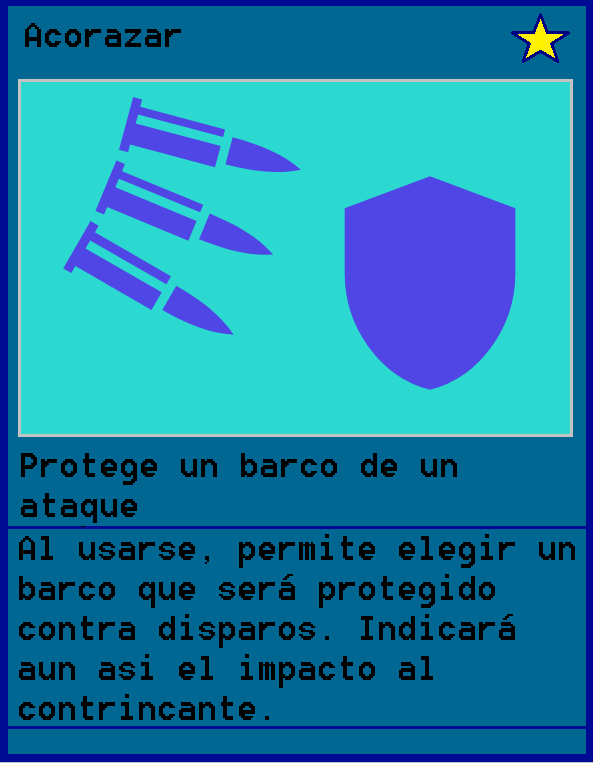 Acorazar
Protege un barco de un
ataque
Al usarse, permite elegir un
barco que será protegido
contra disparos. Indicará
aun asi el impacto al
contrincante.